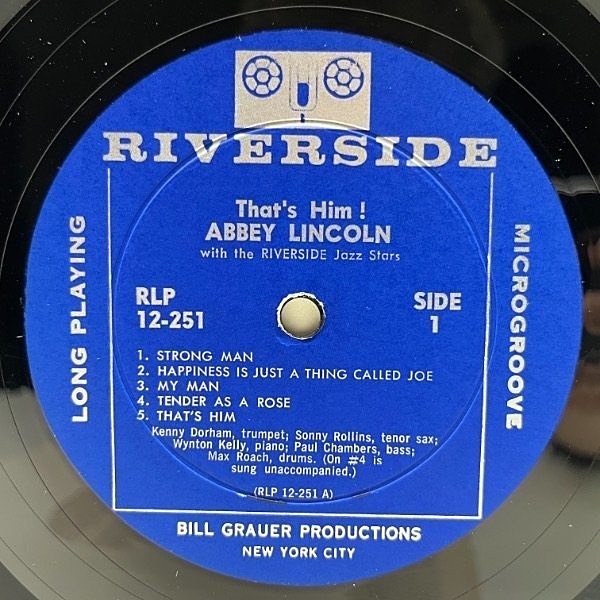 RIVERSIDE
That's Him !
ABBEY LINCOLN
with the RIVERSIDE Jazz Stars
LONG PLAYING
MICROGROOVE
RLP
12-251
SIDE
1
1. STRONG MAN
2. HAPPINESS IS JUST A THING CALLED JOE
3. MY MAN
4. TENDER AS A ROSE
5. THAT'S HIM
Kenny Dorham, trumpet; Sonny Rollins, tenor sax;
Wynton Kelly, piano; Paul Chambers, bass;
Max Roach, drums. (On #4 is
sung unaccompanied.)
(RLP 12-251 A)
BILL GRAUER PRODUCTIONS
NEW YORK CITY